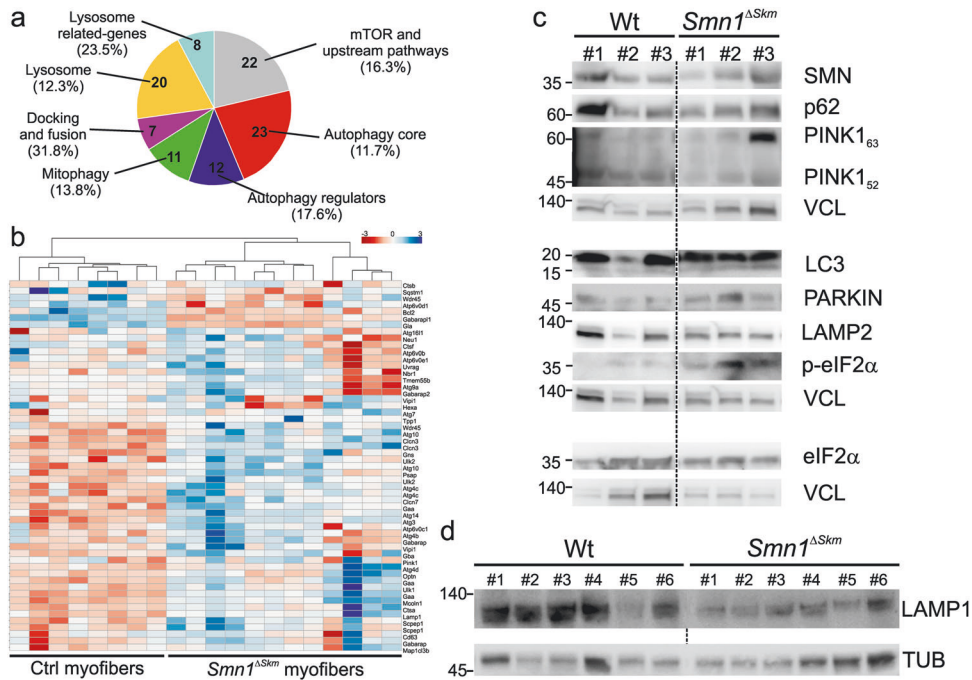 a
Lysosome
related-genes
(23.5%)
8
22
mTOR and
upstream pathways
(16.3%)
Lysosome
(12.3%)
20
Docking
and fusion
(31.8%)
7
23
Autophagy core
(11.7%)
Mitophagy
(13.8%)
11
12
Autophagy regulators
(17.6%)
b
-3 0 3
Ctsb
Sqstm1
Wdr45
Atp6v0d1
Bcl2
Gabarapl1
Gla
Atg16l1
Neu1
Ctsf
Atp6v0b
Atp6v0e1
Uvrag
Nbr1
Tmem55b
Atg9a
Gabarap2
Vipi1
Hexa
Atg7
Tpp1
Wdr45
Atg10
Clcn3
Clcn3
Gns
Ulk2
Atg10
Psap
Ulk2
Atg4c
Atg4c
Clcn7
Gaa
Atg14
Atg3
Atp6v0c1
Atg4b
Gabarap
Vipi1
Gba
Pink1
Atg4d
Optn
Gaa
Ulk1
Gaa
Mcoln1
Ctsa
Lamp1
Scpep1
Scpep1
Cd63
Gabarap
Map1cl3b
Ctrl myofibers
Smn1ΔSkm myofibers
c
Wt
Smn1ΔSkm
#1 #2 #3 #1 #2 #3
35 SMN
60 p62
60 PINK1₆₃
45 PINK1₅₂
140 VCL
20
15 LC3
45 PARKIN
140 LAMP2
35 p-eIF2α
140 VCL
35 eIF2α
140 VCL
d
Wt
Smn1ΔSkm
#1 #2 #3 #4 #5 #6 #1 #2 #3 #4 #5 #6
140 LAMP1
45 TUB